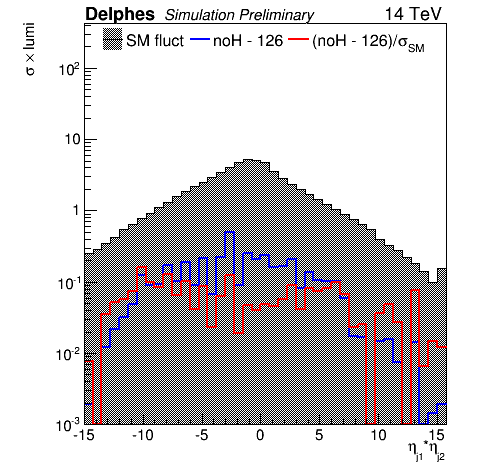 Delphes Simulation Preliminary 14 TeV
SM fluct noH - 126 (noH - 126)/σSM
σ × lumi
10²
10
1
10⁻¹
10⁻²
10⁻³
-15 -10 -5 0 5 10 15
ηj1*ηj2